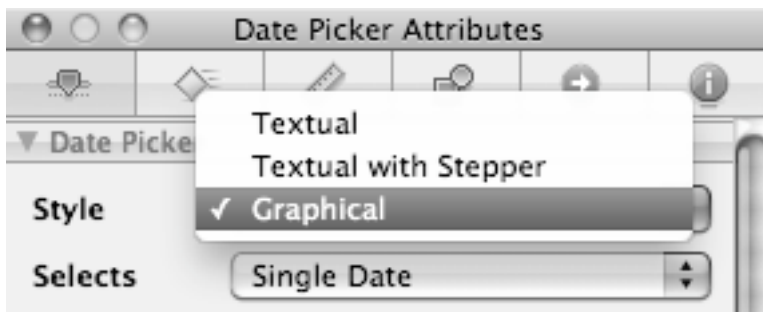 Date Picker Attributes
Textual
Date Picke
Textual with Stepper
Style ✓ Graphical
Selects Single Date